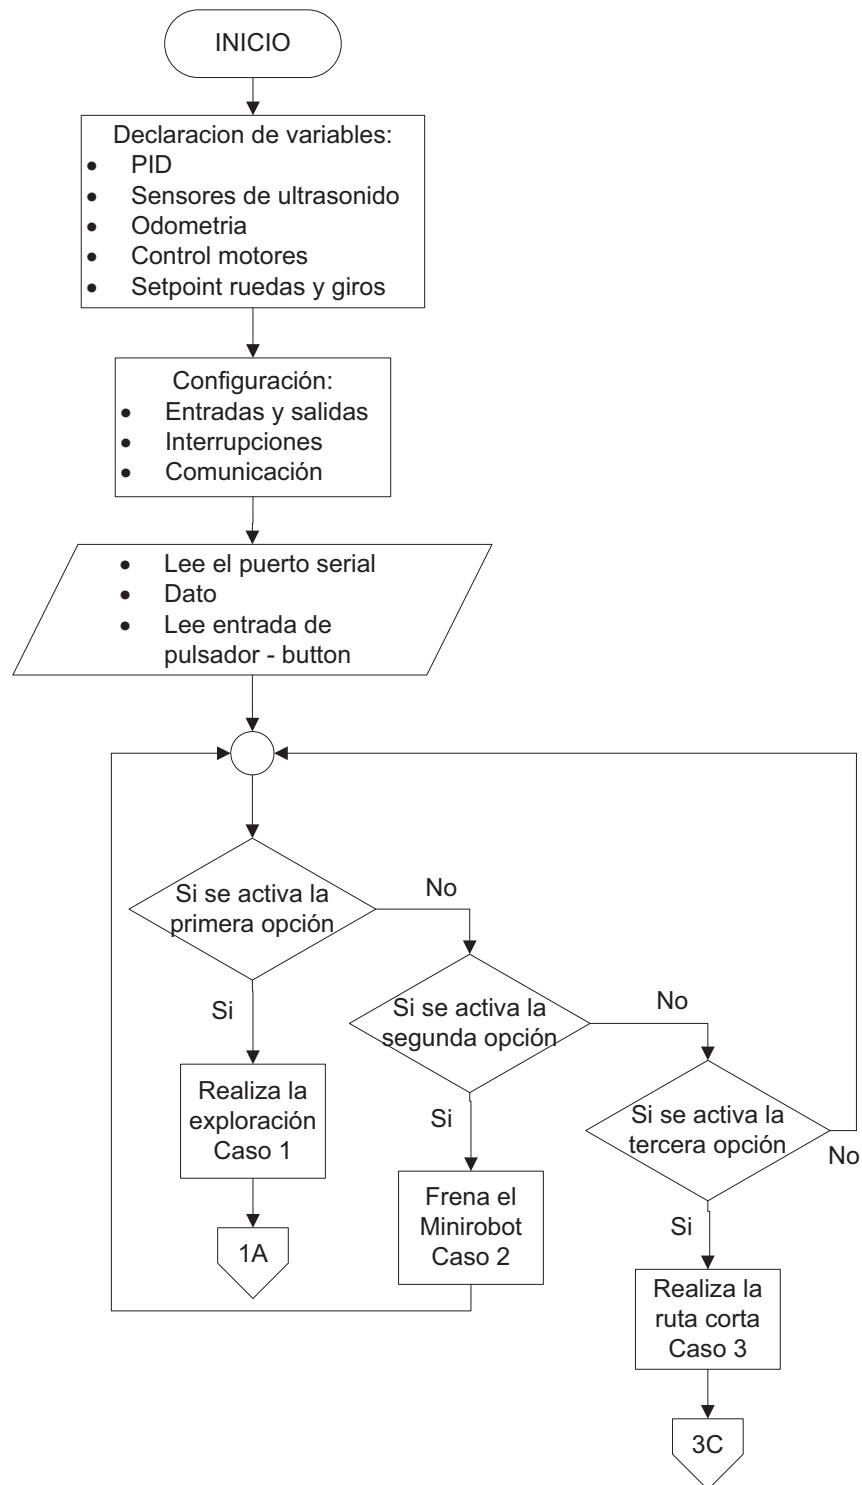 INICIO
Declaracion de variables:
• PID
• Sensores de ultrasonido
• Odometria
• Control motores
• Setpoint ruedas y giros
Configuración:
• Entradas y salidas
• Interrupciones
• Comunicación
• Lee el puerto serial
• Dato
• Lee entrada de
pulsador - button
Si se activa la
primera opción
No
Si
Realiza la
exploración
Caso 1
1A
Si se activa la
segunda opción
No
Si
Frena el
Minirobot
Caso 2
Si se activa la
tercera opción
No
Si
Realiza la
ruta corta
Caso 3
3C